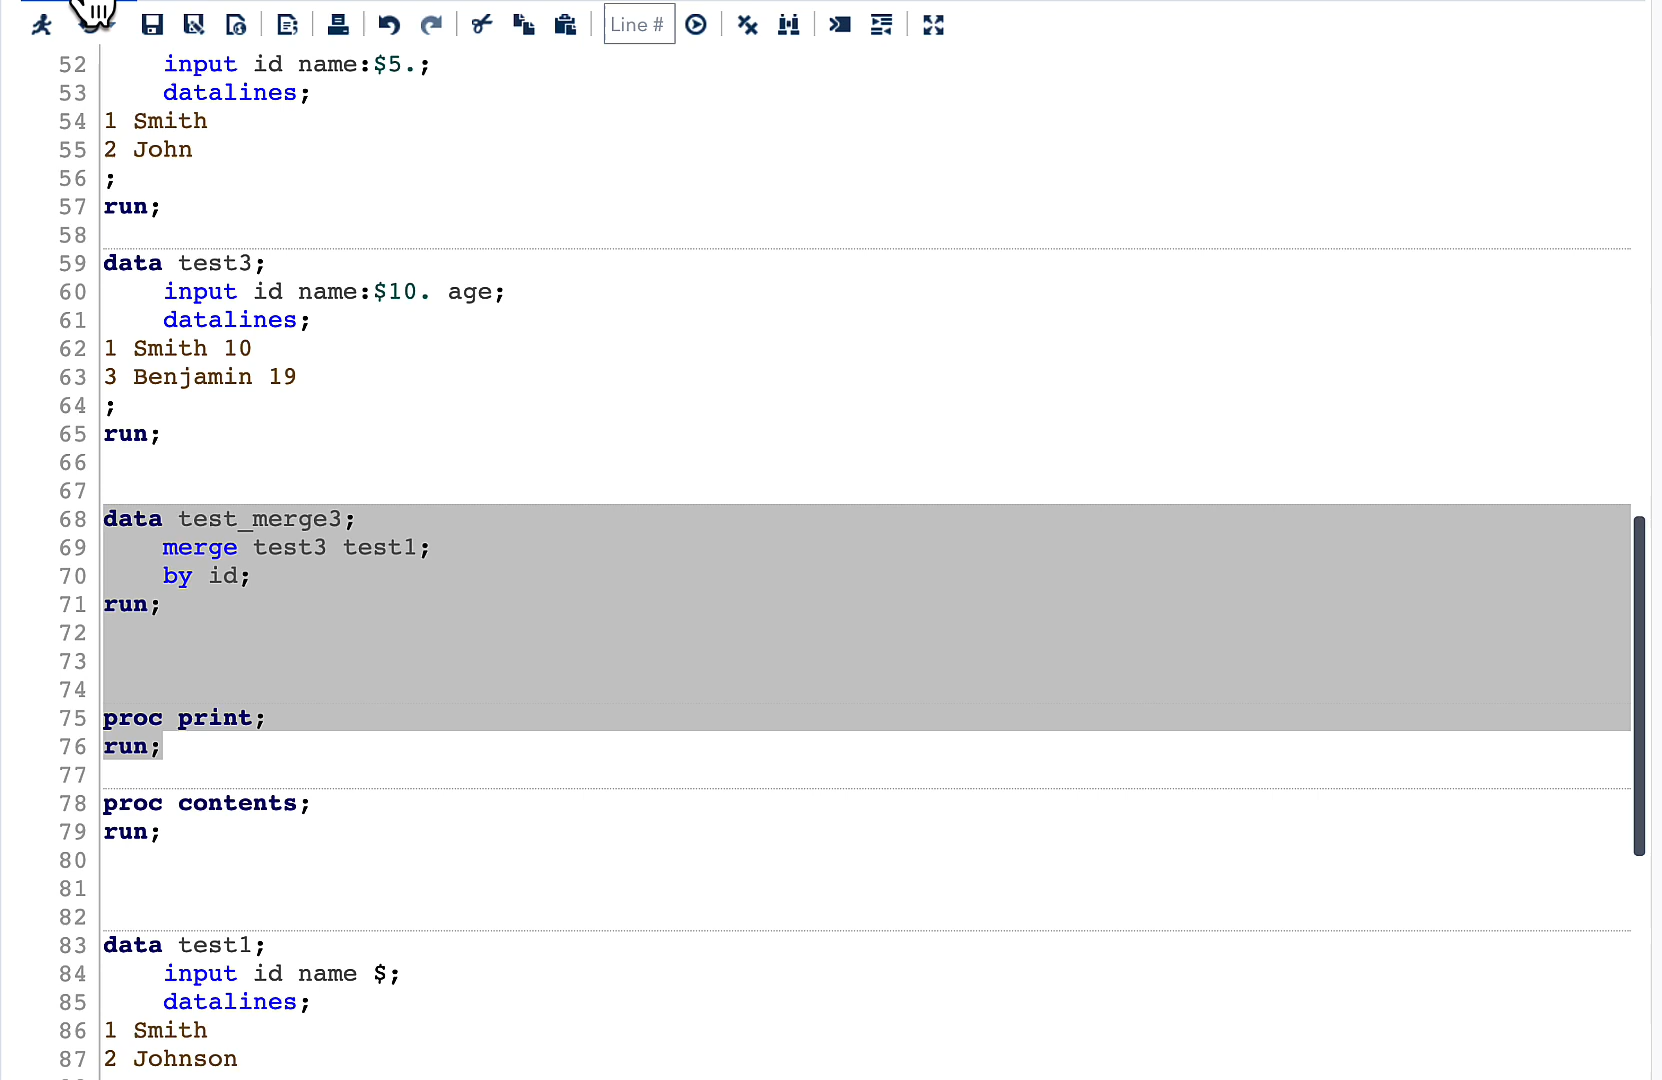 Line #
52 input id name:$5.;
53 datalines;
54 1 Smith
55 2 John
56 ;
57 run;
58
59 data test3;
60 input id name:$10. age;
61 datalines;
62 1 Smith 10
63 3 Benjamin 19
64 ;
65 run;
66
67
68 data test_merge3;
69 merge test3 test1;
70 by id;
71 run;
72
73
74
75 proc print;
76 run;
77
78 proc contents;
79 run;
80
81
82
83 data test1;
84 input id name $;
85 datalines;
86 1 Smith
87 2 Johnson